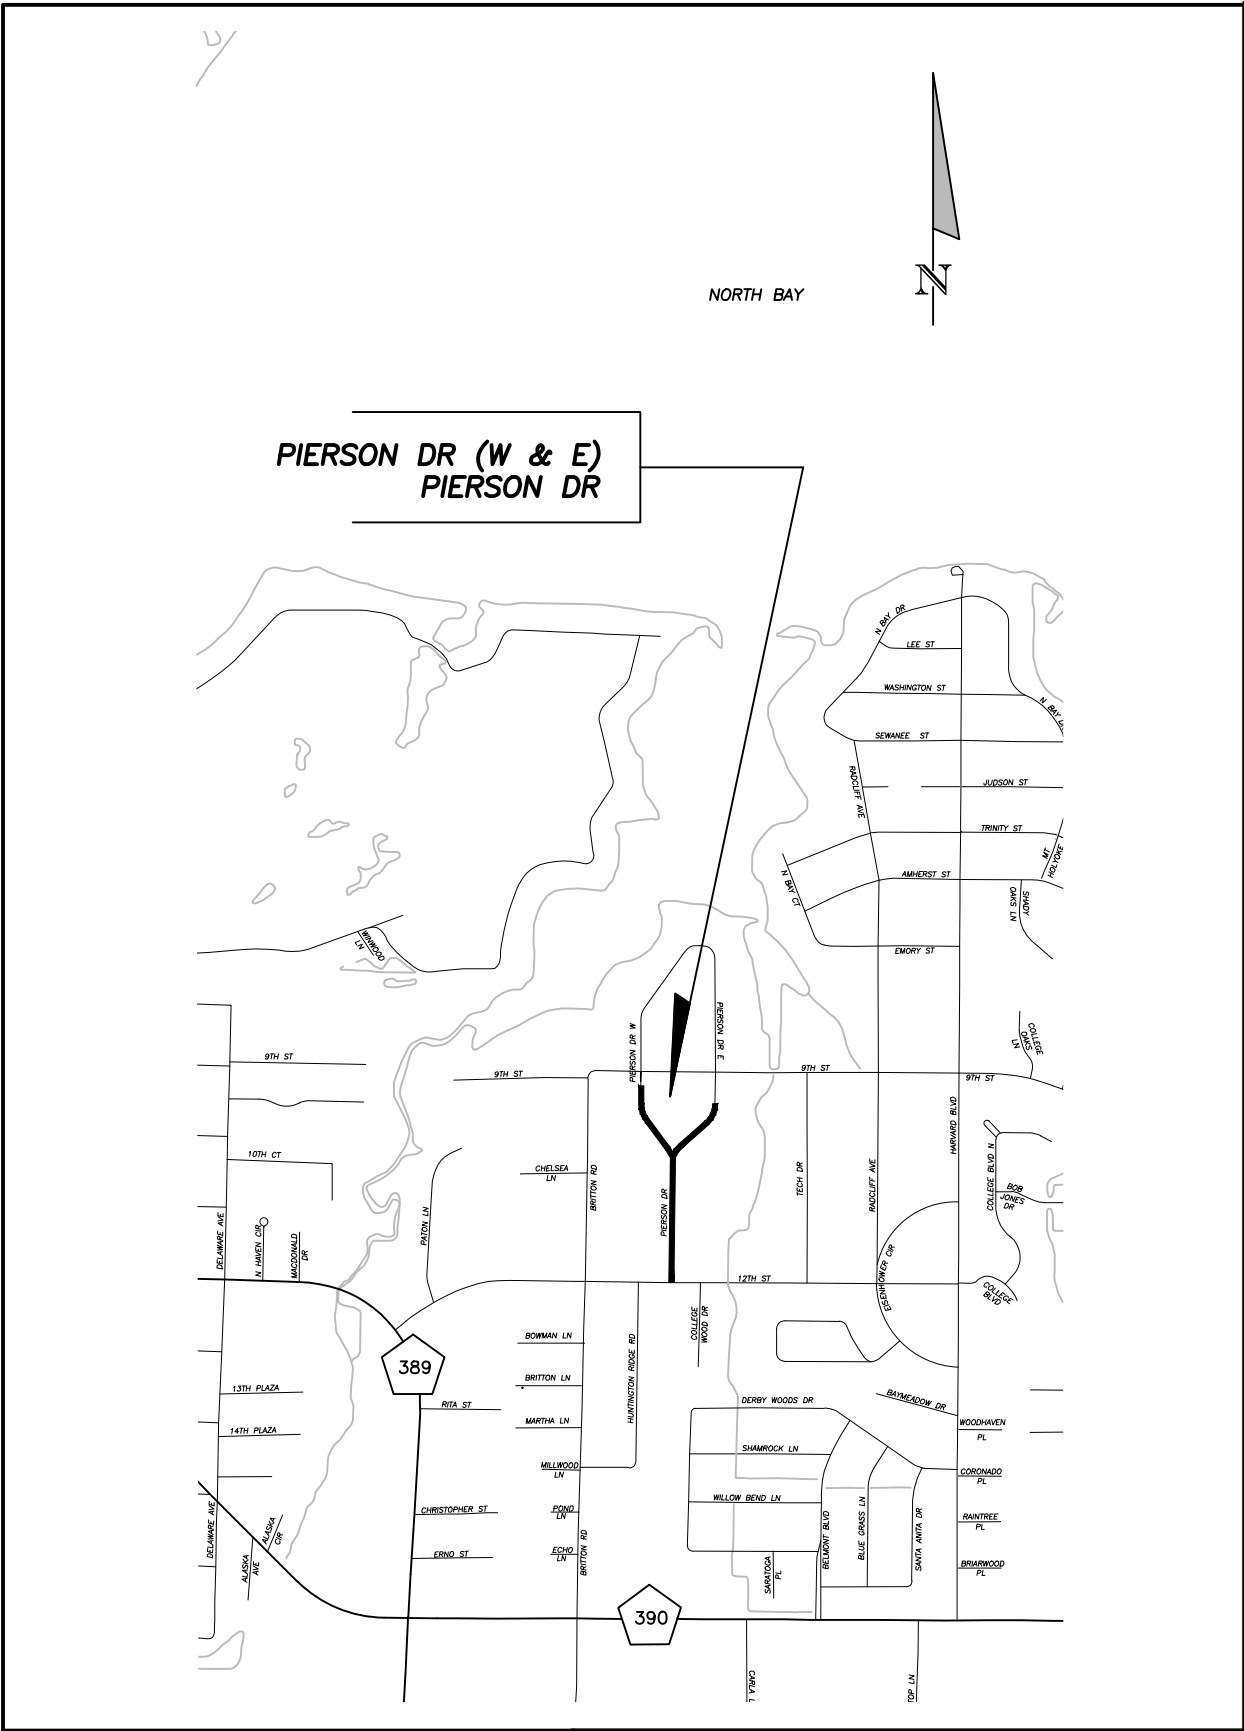 N
NORTH BAY
PIERSON DR (W & E)
PIERSON DR
N BAY DR
LEE ST
WASHINGTON ST
N BAY
SEWANEE ST
RADCLIFF AVE
JUDSON ST
TRINITY ST
MT
HOLYOKE
N BAY CT
AMHERST ST
SHADY
OAKS LN
EMORY ST
WINWOOD
LN
PIERSON DR W
PIERSON DR E
COLLEGE
OAKS
LN
9TH ST
9TH ST
9TH ST
9TH ST
HARVARD BLVD
10TH CT
CHELSEA
LN
BRITTON RD
PIERSON DR
TECH DR
RADCLIFF AVE
COLLEGE BLVD N
BOB
JONES
DR
DELAWARE AVE
N HAVEN CIR
MACDONALD
DR
PATON LN
EISENHOWER CIR
12TH ST
COLLEGE
BLVD
COLLEGE
WOOD DR
BOWMAN LN
HUNTINGTON RIDGE RD
389
BRITTON LN
13TH PLAZA
RITA ST
DERBY WOODS DR
BAYMEADOW DR
MARTHA LN
14TH PLAZA
WOODHAVEN
PL
SHAMROCK LN
MILLWOOD
LN
CORONADO
PL
WILLOW BEND LN
CHRISTOPHER ST
POND
LN
BELMONT BLVD
BLUE GRASS LN
SANTA ANITA DR
RAINTREE
PL
DELAWARE AVE
ALASKA
CIR
ALASKA
AVE
ERNO ST
ECHO
LN
BRITTON RD
SARATOGA
PL
BRIARWOOD
PL
390
CARLA L
TOP LN